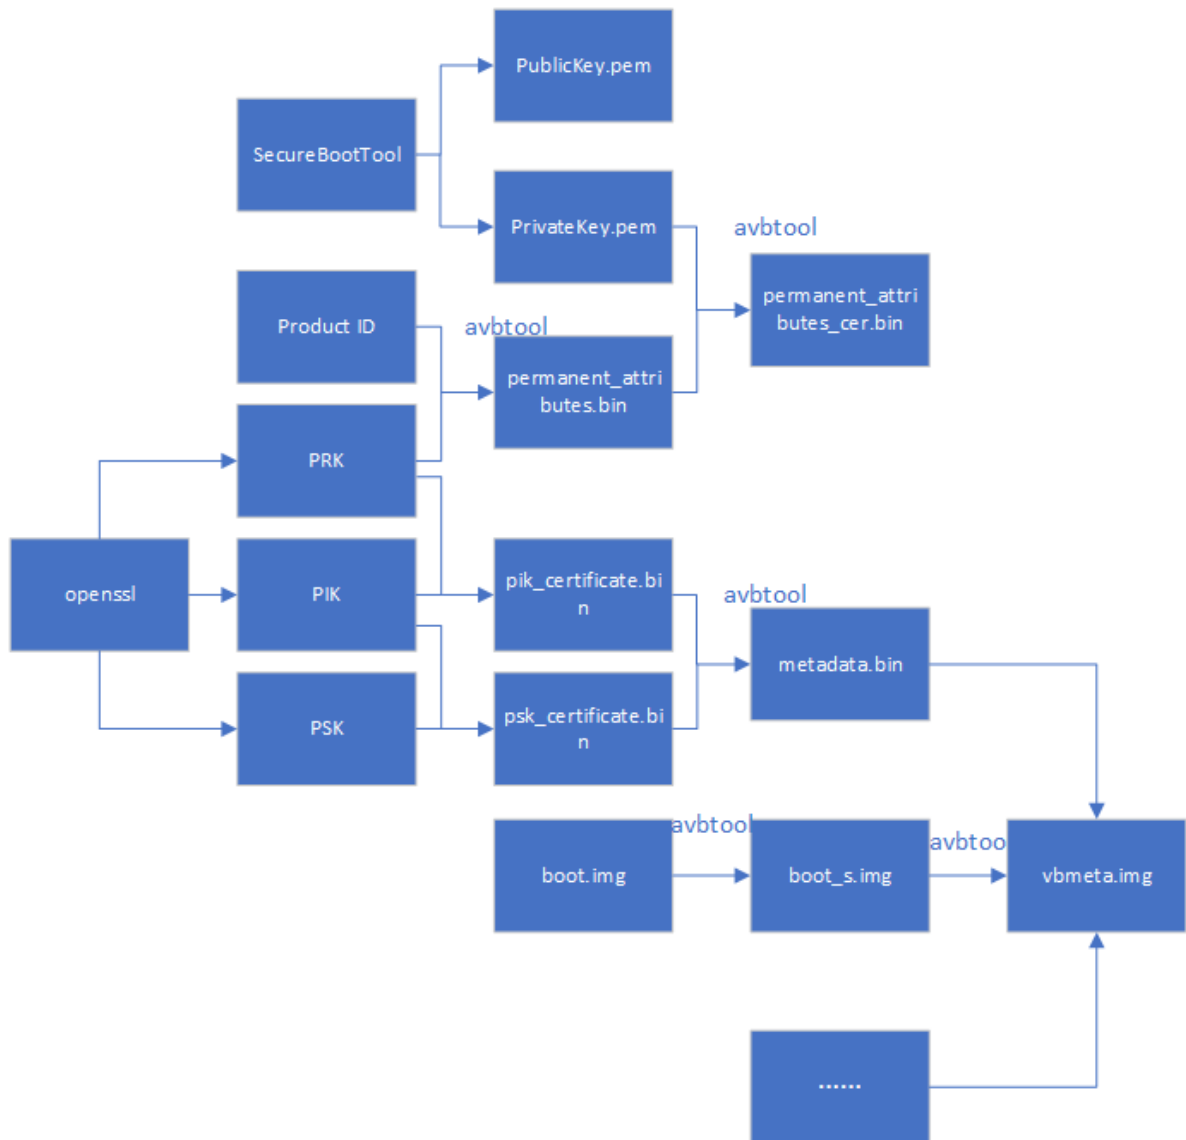 PublicKey.pem
SecureBootTool
PrivateKey.pem
avbtool
permanent_attri
butes_cer.bin
Product ID
avbtool
permanent_attri
butes.bin
PRK
openssl
PIK
pik_certificate.bi
n
avbtool
metadata.bin
PSK
psk_certificate.bi
n
boot.img
avbtool
boot_s.img
avbtoo
vbmeta.img
......